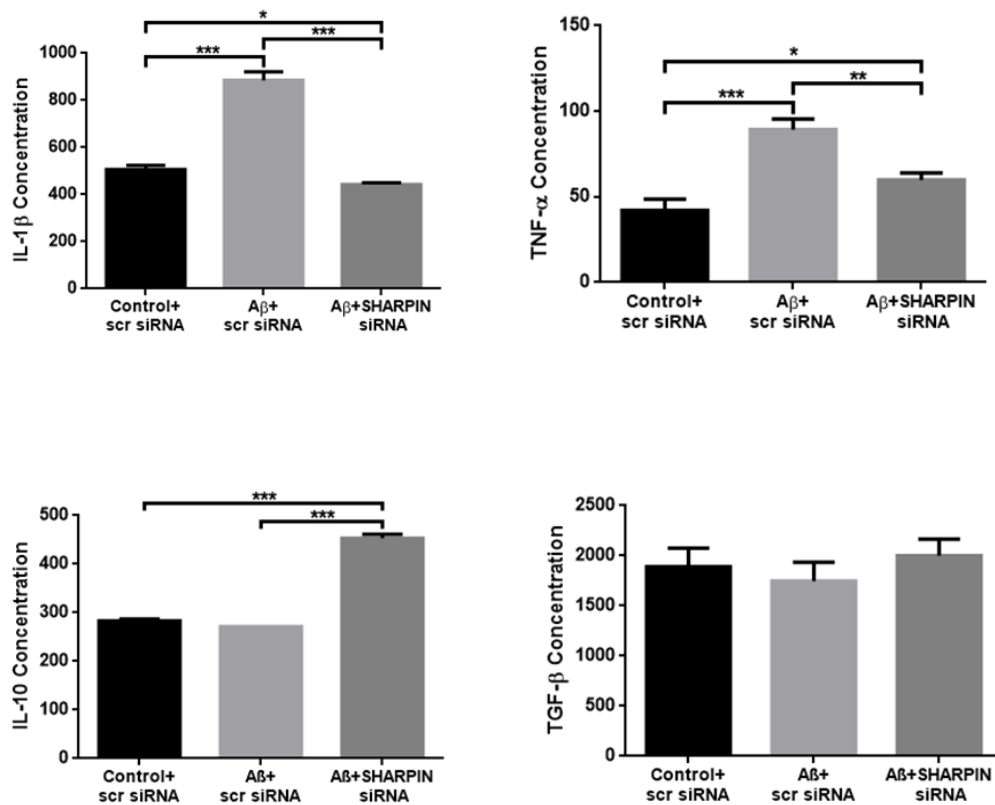 *
*** ***
1000
800
600
400
200
0
IL-1β Concentration
Control+ Aβ+ Aβ+SHARPIN
scr siRNA scr siRNA siRNA
*
*** **
150
100
50
0
TNF-α Concentration
Control+ Aβ+ Aβ+SHARPIN
scr siRNA scr siRNA siRNA
***
***
500
400
300
200
100
0
IL-10 Concentration
Control+ Aß+ Aß+SHARPIN
scr siRNA scr siRNA siRNA
2500
2000
1500
1000
500
0
TGF-β Concentration
Control+ Aß+ Aß+SHARPIN
scr siRNA scr siRNA siRNA